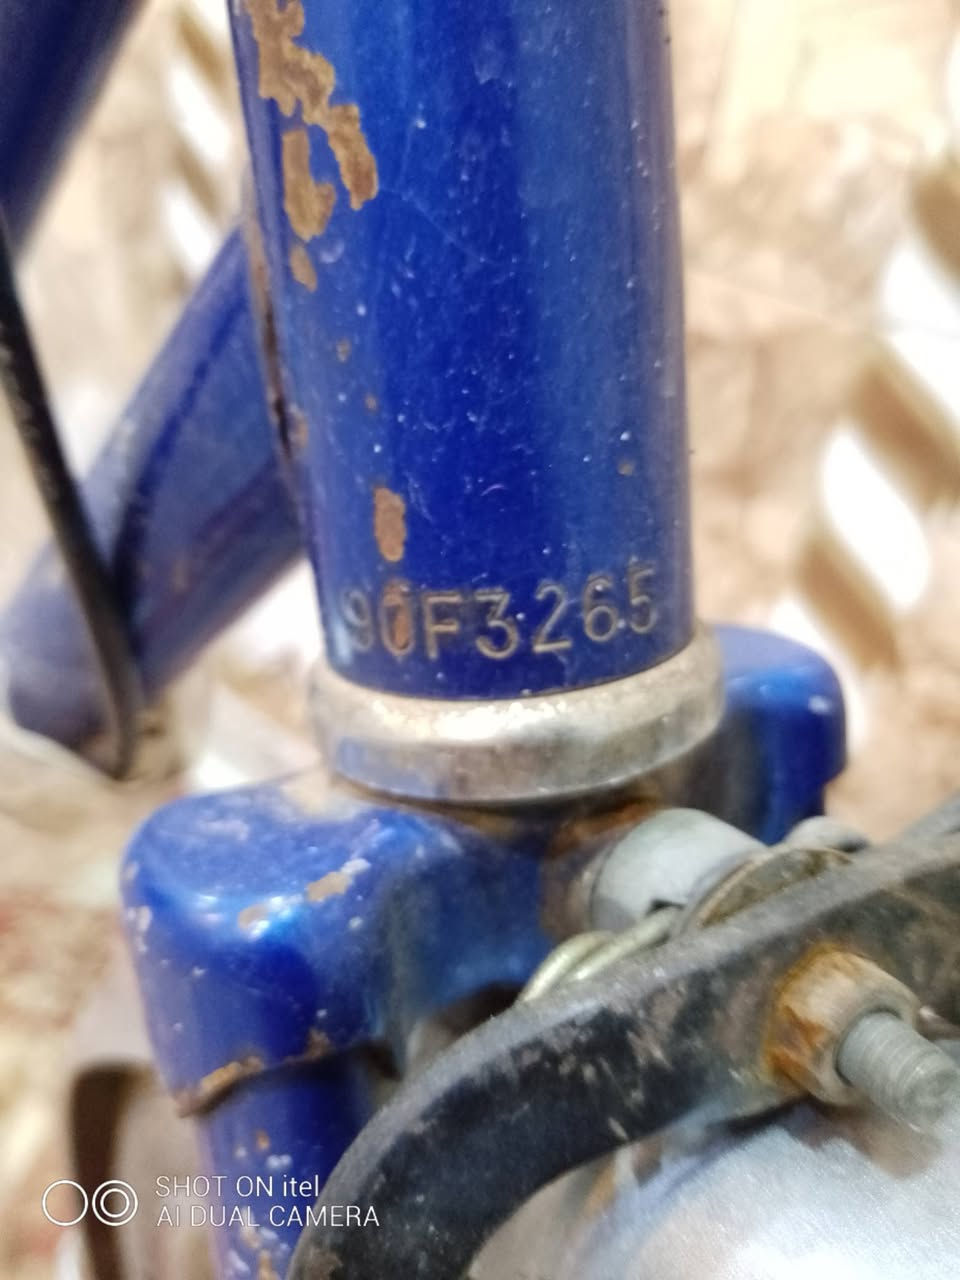 90F3265
SHOT ON itel
AI DUAL CAMERA